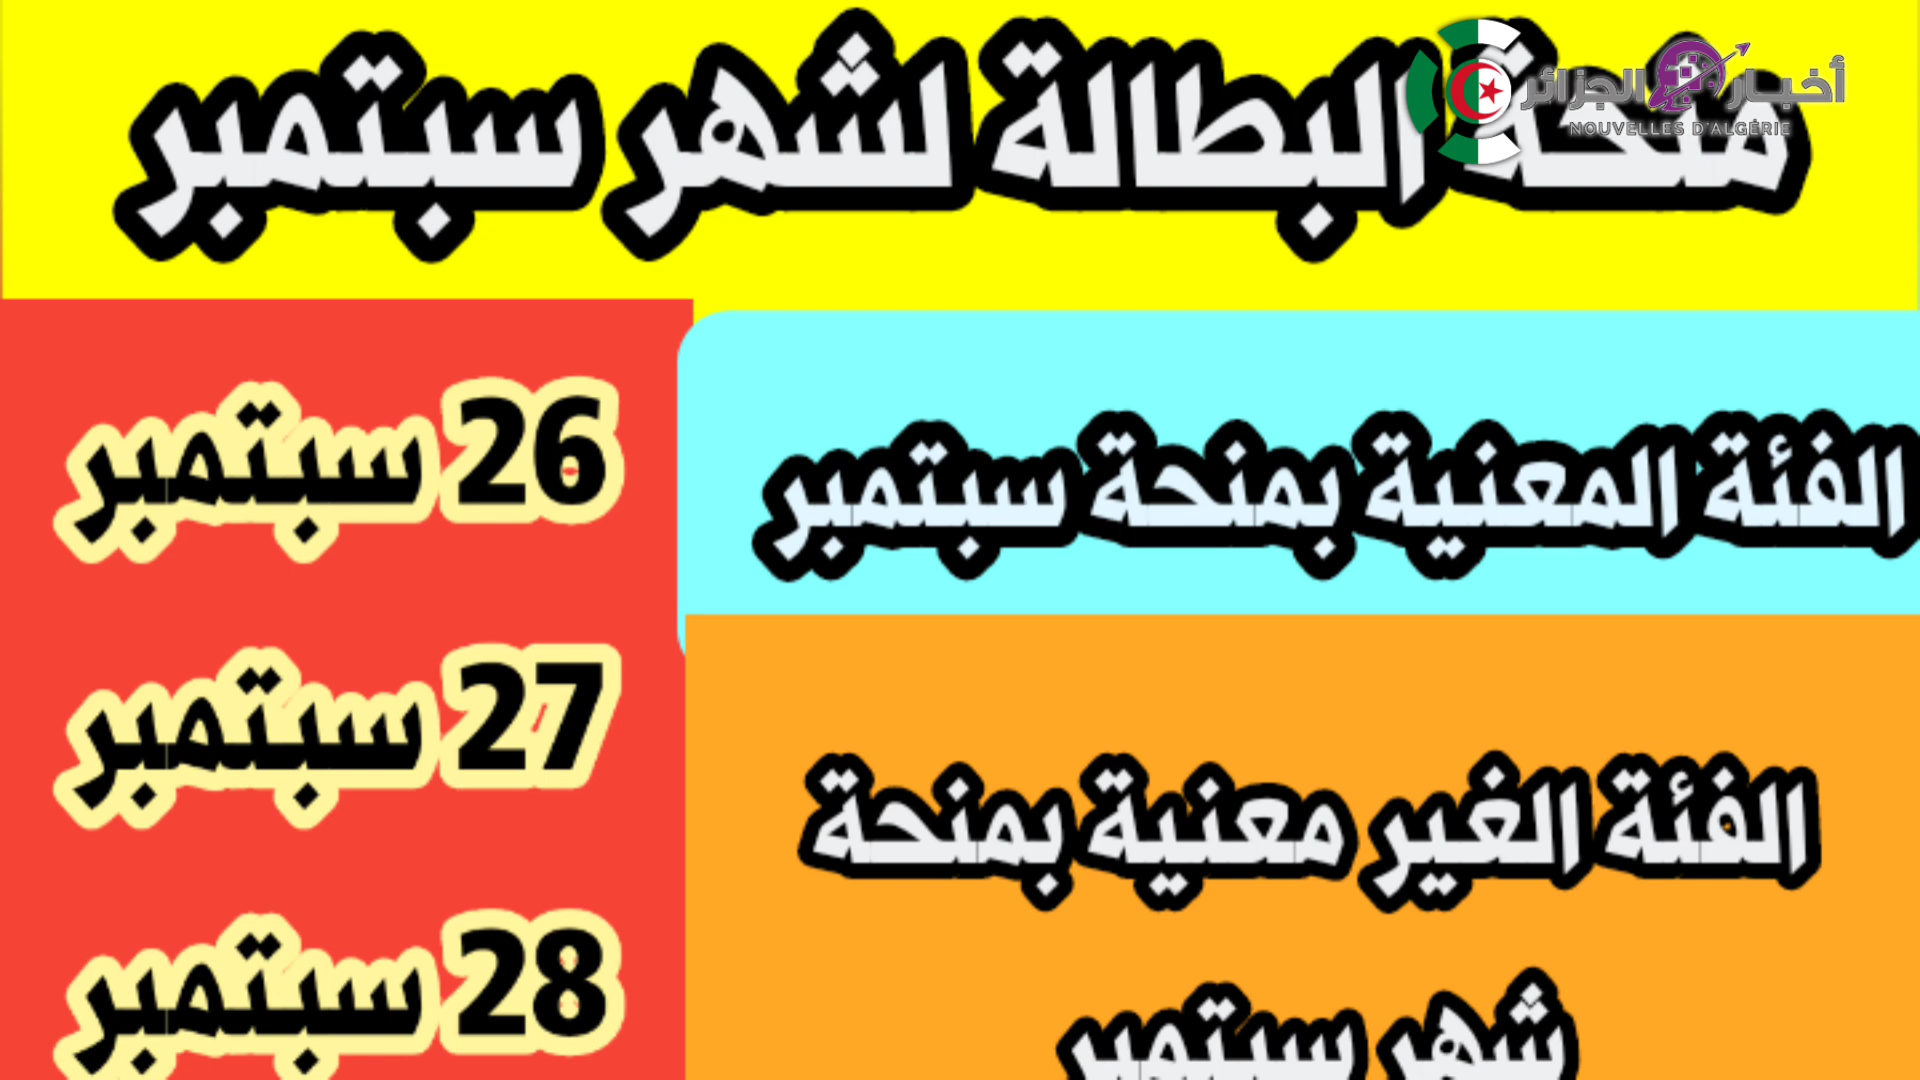 منحة البطالة لشهر سبتمبر
أخبار الجزائر
NOUVELLES D'ALGÉRIE
الفئة المعنية بمنحة سبتمبر
الفئة الغير معنية بمنحة
شهر سبتمبر
26 سبتمبر
27 سبتمبر
28 سبتمبر